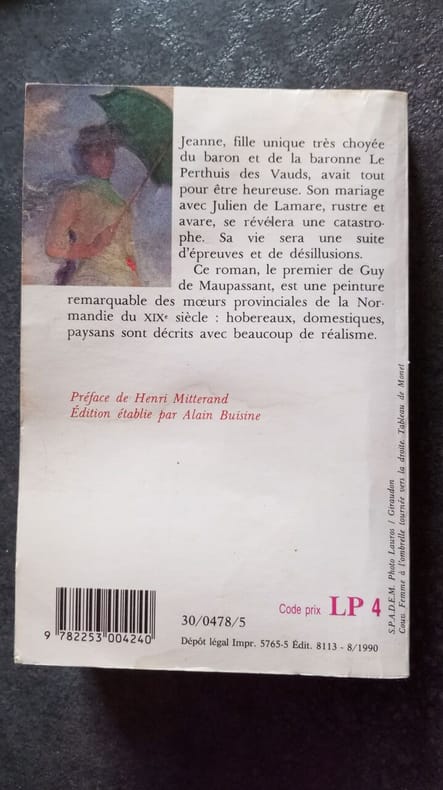 Jeanne, fille unique très choyée
du baron et de la baronne Le
Perthuis des Vauds, avait tout
pour être heureuse. Son mariage
avec Julien de Lamare, rustre et
avare, se révélera une catastro-
phe. Sa vie sera une suite
d'épreuves et de désillusions.
Ce roman, le premier de Guy
de Maupassant, est une peinture
remarquable des mœurs provinciales de la Nor-
mandie du XIXe siècle : hobereaux, domestiques,
paysans sont décrits avec beaucoup de réalisme.
Préface de Henri Mitterand
Édition établie par Alain Buisine
S.P.A.D.E.M. Photo Lauros / Giraudon
Couv. Femme à l'ombrelle tournée vers la droite. Tableau de Monet
9 782253 004240
30/0478/5
Code prix LP 4
Dépôt légal Impr. 5765-5 Édit. 8113 - 8/1990